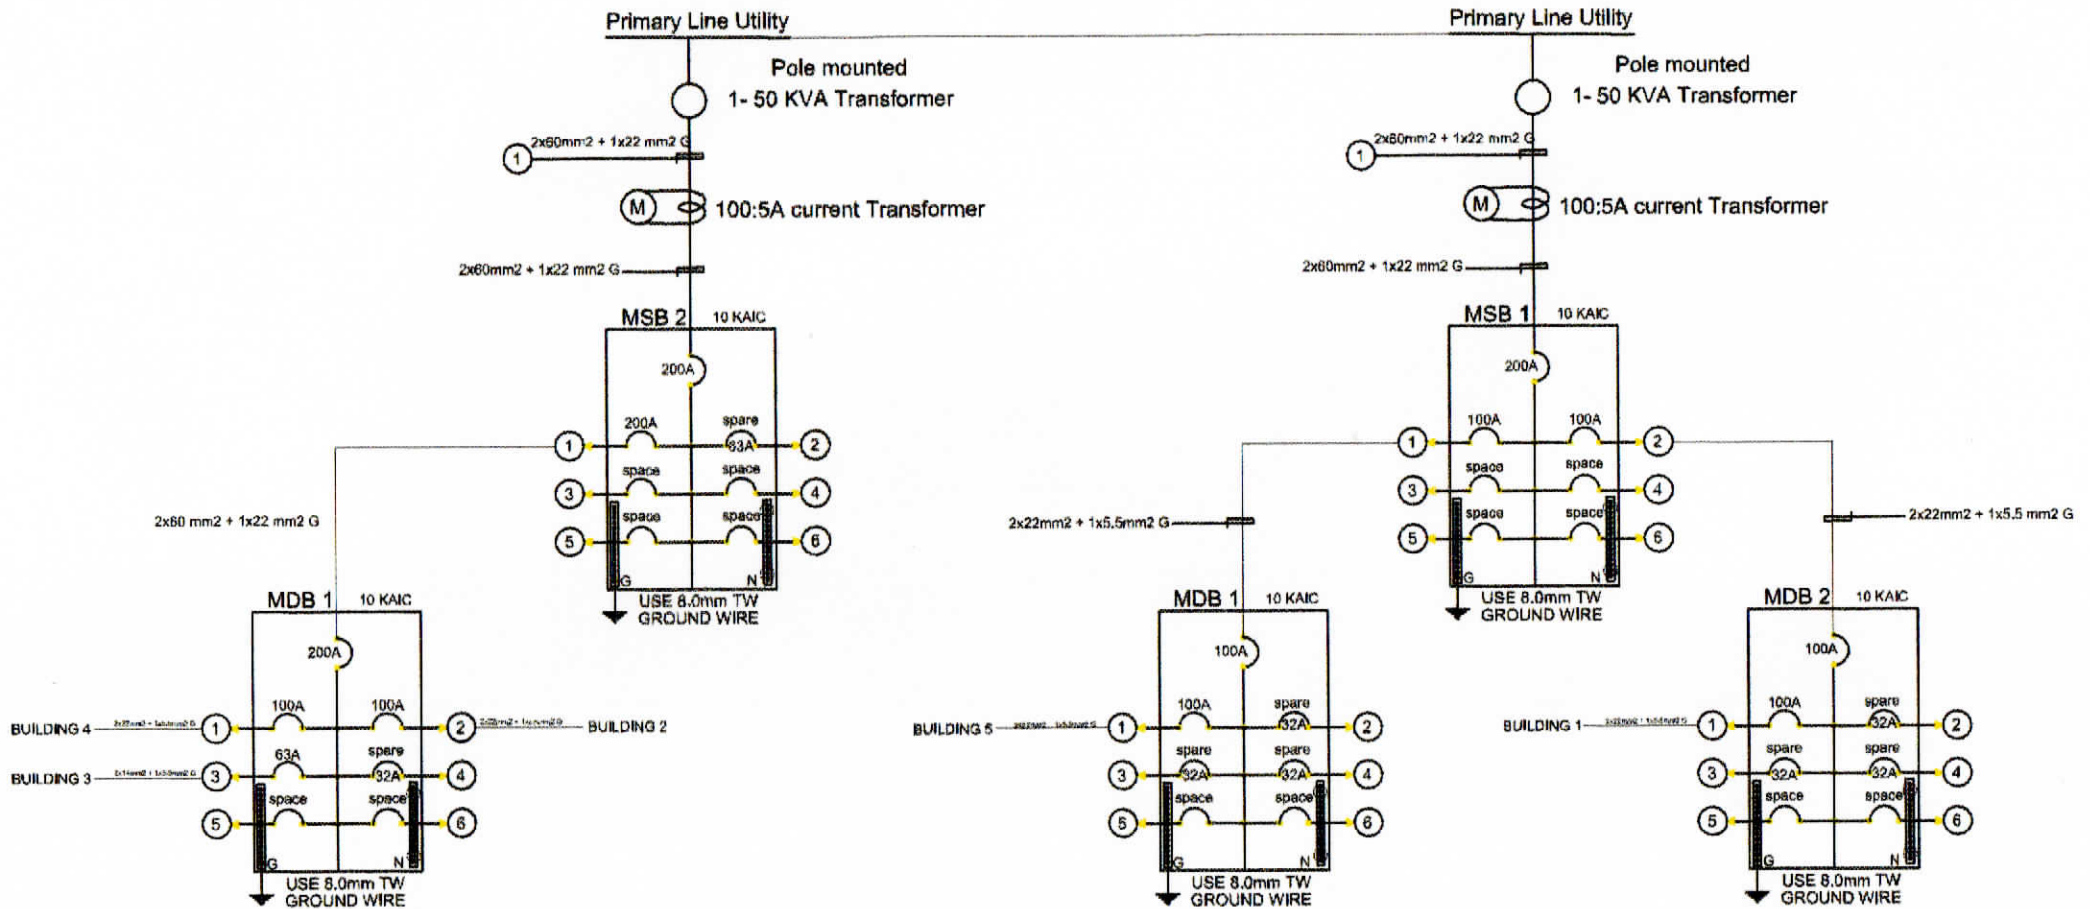 Primary Line Utility
Pole mounted
1- 50 KVA Transformer
2x60mm2 + 1x22 mm2 G
1
M
100:5A current Transformer
2x60mm2 + 1x22 mm2 G
MSB 2 10 KAIC
200A
200A
spare
1
2
space
space
3
4
space
space
5
6
G
N
USE 8.0mm TW
GROUND WIRE
2x60 mm2 + 1x22 mm2 G
MDB 1 10 KAIC
200A
100A
100A
BUILDING 4
1
2
BUILDING 2
63A
spare
BUILDING 3
3
32A
4
space
space
5
6
G
N
USE 8.0mm TW
GROUND WIRE
Primary Line Utility
Pole mounted
1- 50 KVA Transformer
2x60mm2 + 1x22 mm2 G
1
M
100:5A current Transformer
2x60mm2 + 1x22 mm2 G
MSB 1 10 KAIC
200A
100A
100A
1
2
space
space
3
4
space
space
5
6
G
N
USE 8.0mm TW
GROUND WIRE
2x22mm2 + 1x5.5mm2 G
2x22mm2 + 1x5.5 mm2 G
MDB 1 10 KAIC
100A
100A
spare
BUILDING 5
1
32A
2
spare
spare
3
32A
32A
4
space
space
5
6
G
N
USE 8.0mm TW
GROUND WIRE
MDB 2 10 KAIC
100A
100A
spare
BUILDING 1
1
32A
2
spare
spare
3
32A
32A
4
space
space
5
6
G
N
USE 8.0mm TW
GROUND WIRE